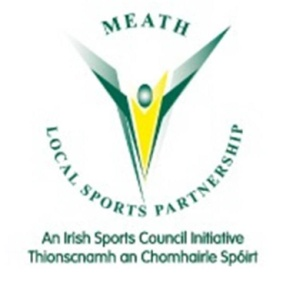 MEATH
LOCAL SPORTS PARTNERSHIP
An Irish Sports Council Initiative
Thionscnamh an Chomhairle Spóirt